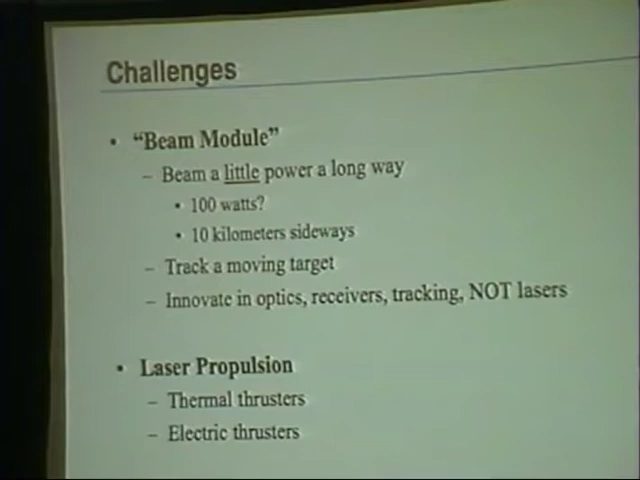 Challenges
• “Beam Module”
– Beam a little power a long way
• 100 watts?
• 10 kilometers sideways
– Track a moving target
– Innovate in optics, receivers, tracking, NOT lasers
• Laser Propulsion
– Thermal thrusters
– Electric thrusters